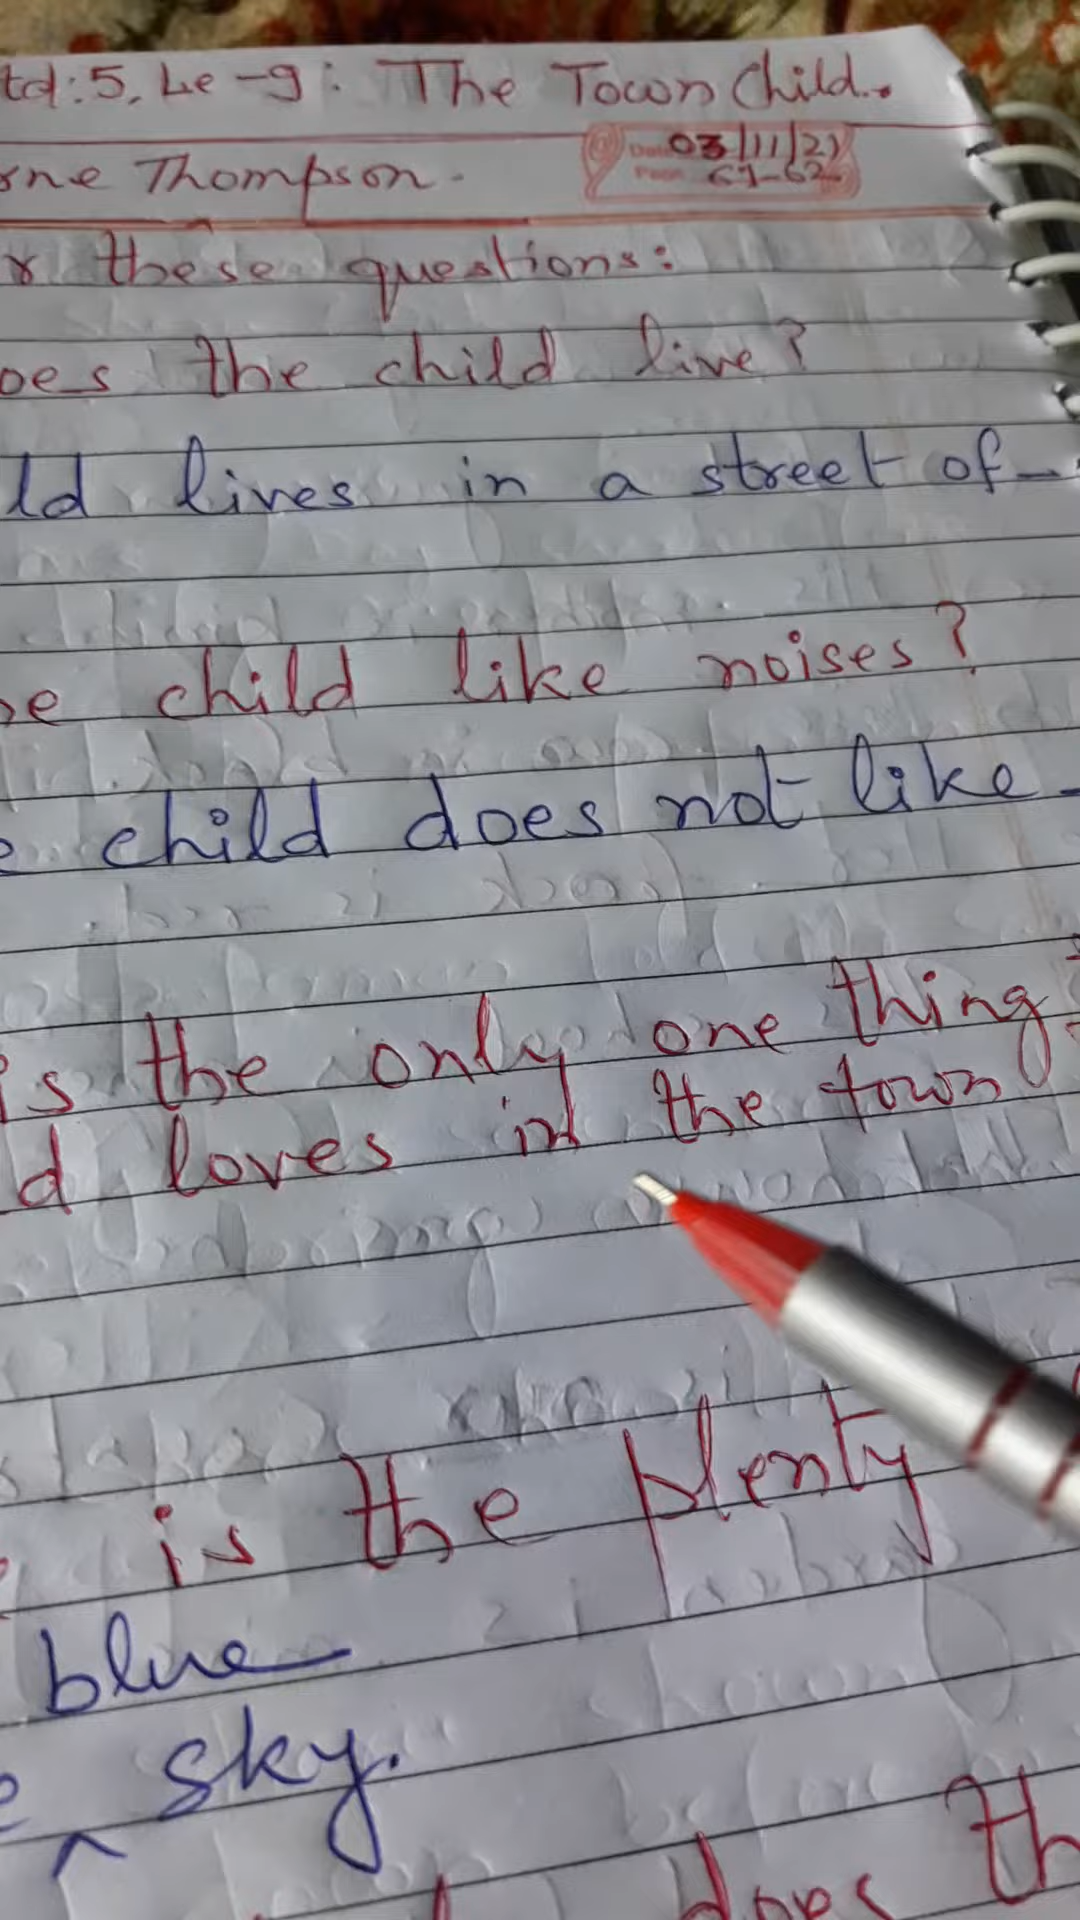 td: 5, Le-9: The Town Child.
rne Thompson.
03/11/21
61-62
r these questions:
oes the child live?
ld lives in a street of-
he child like noises?
e child does not like-
is the only one thing
d loves in the town
is the plenty
blue
sky.
does th